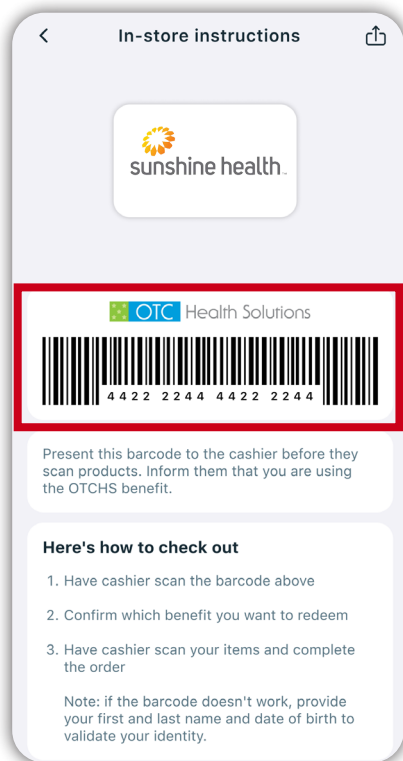 In-store instructions
sunshine health
OTC Health Solutions
4422 2244 4422 2244
Present this barcode to the cashier before they
scan products. Inform them that you are using
the OTCHS benefit.
Here's how to check out
1. Have cashier scan the barcode above
2. Confirm which benefit you want to redeem
3. Have cashier scan your items and complete
the order
Note: if the barcode doesn't work, provide
your first and last name and date of birth to
validate your identity.